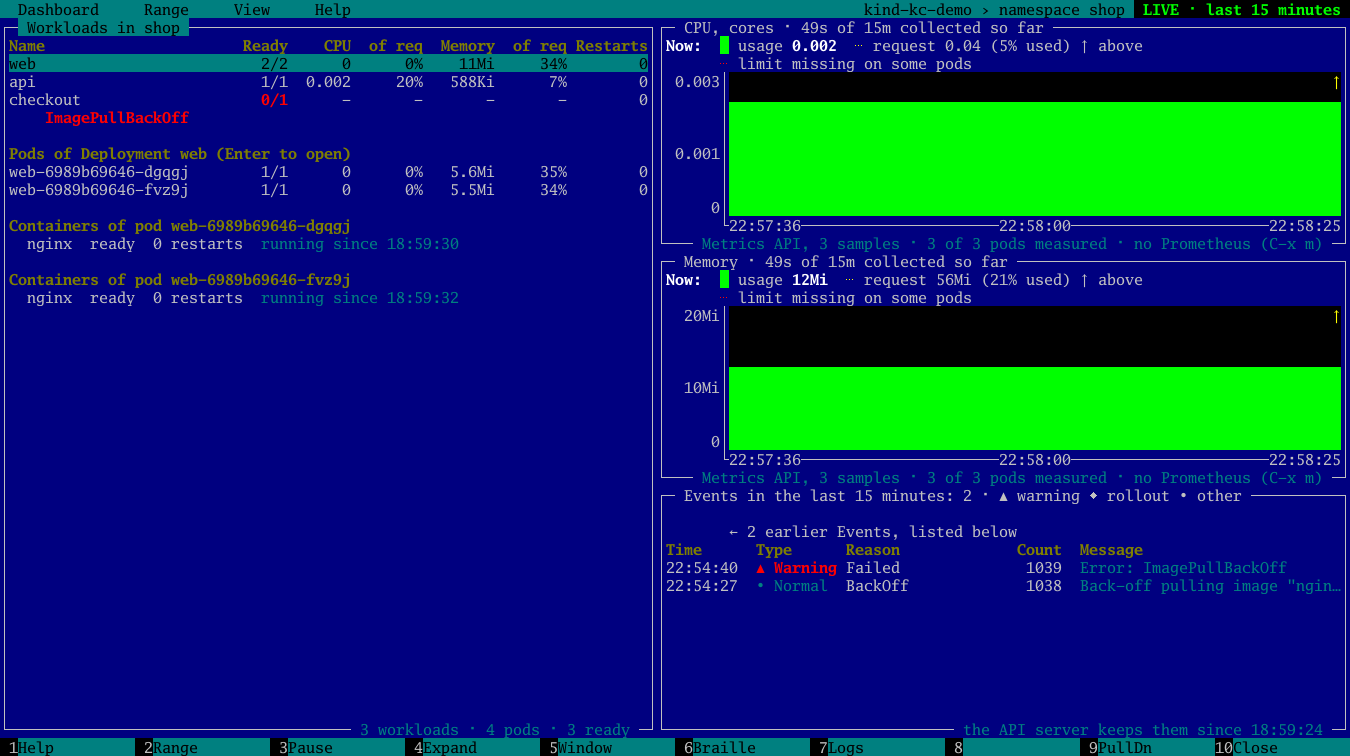 Dashboard Range View Help kind-kc-demo › namespace shop LIVE · last 15 minutes
Workloads in shop
Name Ready CPU of req Memory of req Restarts
web 2/2 0 0% 11Mi 34% 0
api 1/1 0.002 20% 588Ki 7% 0
checkout 0/1 – – – – 0
ImagePullBackOff
Pods of Deployment web (Enter to open)
web-6989b69646-dgqgj 1/1 0 0% 5.6Mi 35% 0
web-6989b69646-fvz9j 1/1 0 0% 5.5Mi 34% 0
Containers of pod web-6989b69646-dgqgj
nginx ready 0 restarts running since 18:59:30
Containers of pod web-6989b69646-fvz9j
nginx ready 0 restarts running since 18:59:32
3 workloads · 4 pods · 3 ready
CPU, cores · 49s of 15m collected so far
Now: usage 0.002 ┈ request 0.04 (5% used) ↑ above
┈ limit missing on some pods
0.003 ↑
0.001
0
22:57:36 22:58:00 22:58:25
Metrics API, 3 samples · 3 of 3 pods measured · no Prometheus (C-x m)
Memory · 49s of 15m collected so far
Now: usage 12Mi ┈ request 56Mi (21% used) ↑ above
┈ limit missing on some pods
20Mi ↑
10Mi
0
22:57:36 22:58:00 22:58:25
Metrics API, 3 samples · 3 of 3 pods measured · no Prometheus (C-x m)
Events in the last 15 minutes: 2 · ▲ warning ◆ rollout • other
← 2 earlier Events, listed below
Time Type Reason Count Message
22:54:40 ▲ Warning Failed 1039 Error: ImagePullBackOff
22:54:27 • Normal BackOff 1038 Back-off pulling image "ngin…
the API server keeps them since 18:59:24
1Help 2Range 3Pause 4Expand 5Window 6Braille 7Logs 8 9PullDn 10Close